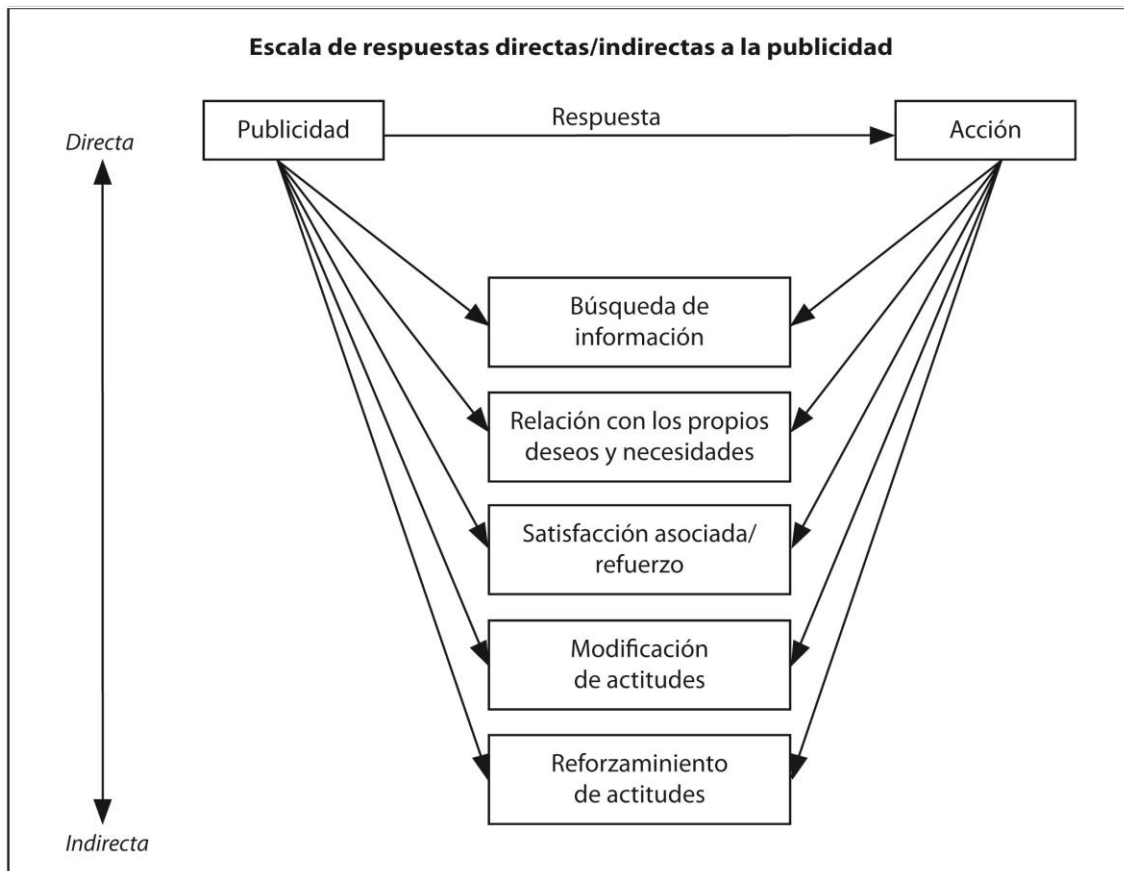 Escala de respuestas directas/indirectas a la publicidad
Publicidad
Respuesta
Acción
Directa
Búsqueda de
información
Relación con los propios
deseos y necesidades
Satisfacción asociada/
refuerzo
Modificación
de actitudes
Reforzamiento
de actitudes
Indirecta